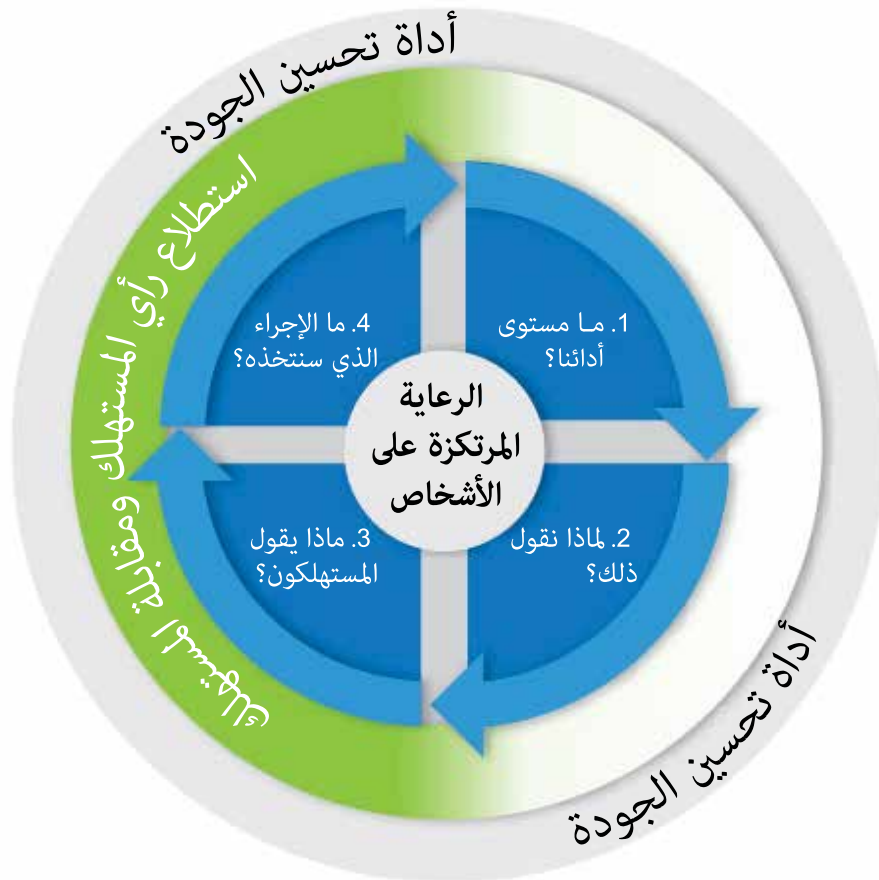 أداة تحسين الجودة
استطلاع رأي المستهلك ومقابلة المستهلك
1. ما مستوى
أدائنا؟
2. لماذا نقول
ذلك؟
3. ماذا يقول
المستهلكون؟
4. ما الإجراء
الذي سنتخذه؟
الرعاية
المرتكزة على
الأشخاص
أداة تحسين الجودة